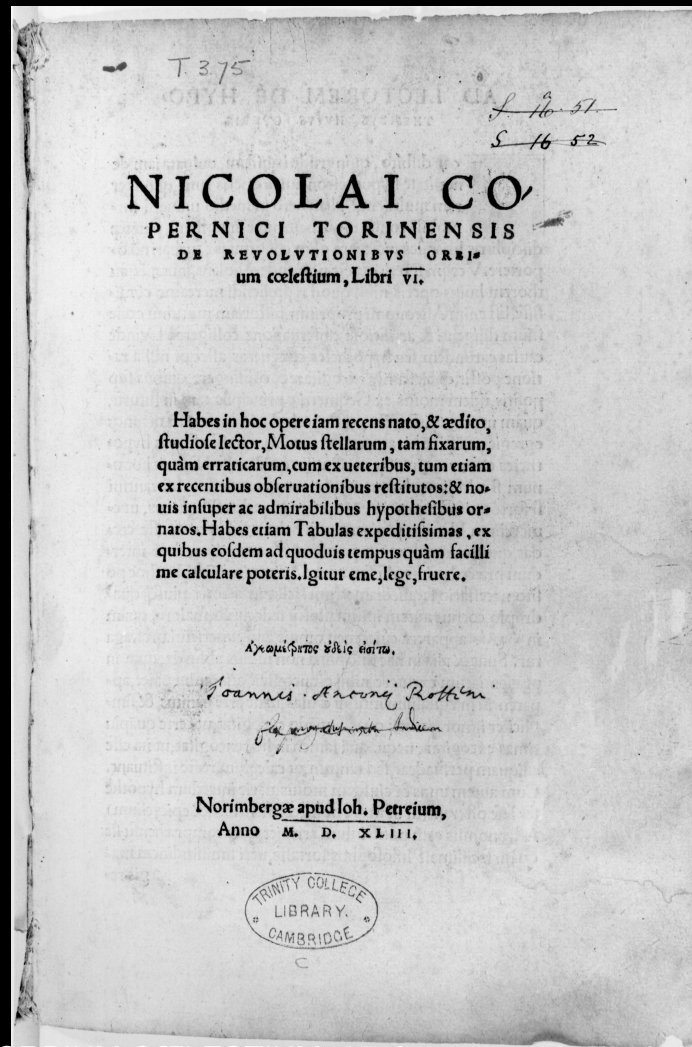 T. 3.75
S 16 a. 51.
S 16 52
NICOLAI CO⸗
PERNICI TORINENSIS
DE REVOLVTIONIBVS ORBI⸗
um cœleſtium, Libri VI.
Habes in hoc opere iam recens nato, & ædito,
ſtudioſe lector, Motus ſtellarum, tam fixarum,
quàm erraticarum, cum ex ueteribus, tum etiam
ex recentibus obſeruationibus reſtitutos: & no⸗
uis inſuper ac admirabilibus hypotheſibus or⸗
natos. Habes etiam Tabulas expeditiſsimas, ex
quibus eoſdem ad quoduis tempus quàm facilli
me calculare poteris. Igitur eme, lege, fruere.
Ἀγεωμέτρητος οὐδεὶς εἰσίτω.
Joannis Antonij Roffini
Norimbergæ apud Ioh. Petreium,
Anno M. D. XLIII.
TRINITY COLLEGE
LIBRARY.
CAMBRIDGE
C